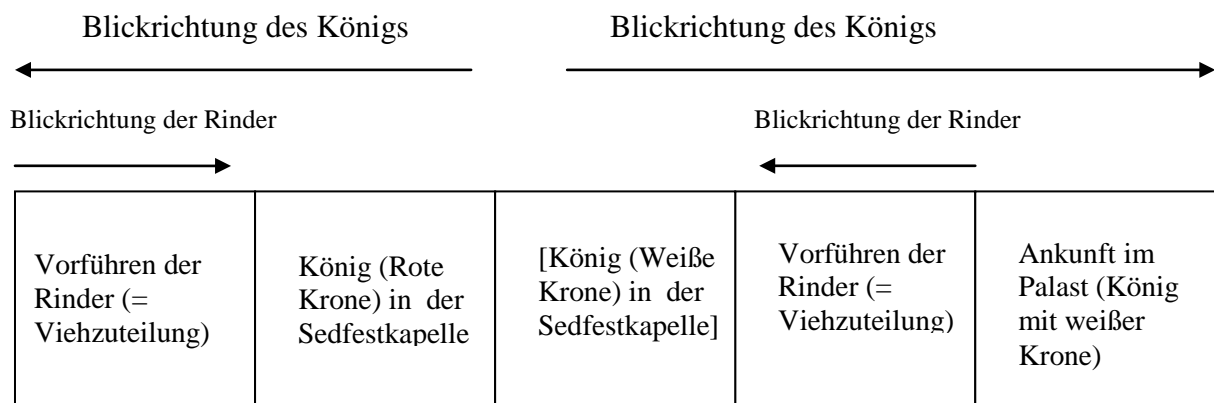 Blickrichtung des Königs
Blickrichtung des Königs
Blickrichtung der Rinder
Blickrichtung der Rinder
Vorführen der
Rinder (=
Viehzuteilung)
König (Rote
Krone) in der
Sedfestkapelle
[König (Weiße
Krone) in der
Sedfestkapelle]
Vorführen der
Rinder (=
Viehzuteilung)
Ankunft im
Palast (König
mit weißer
Krone)